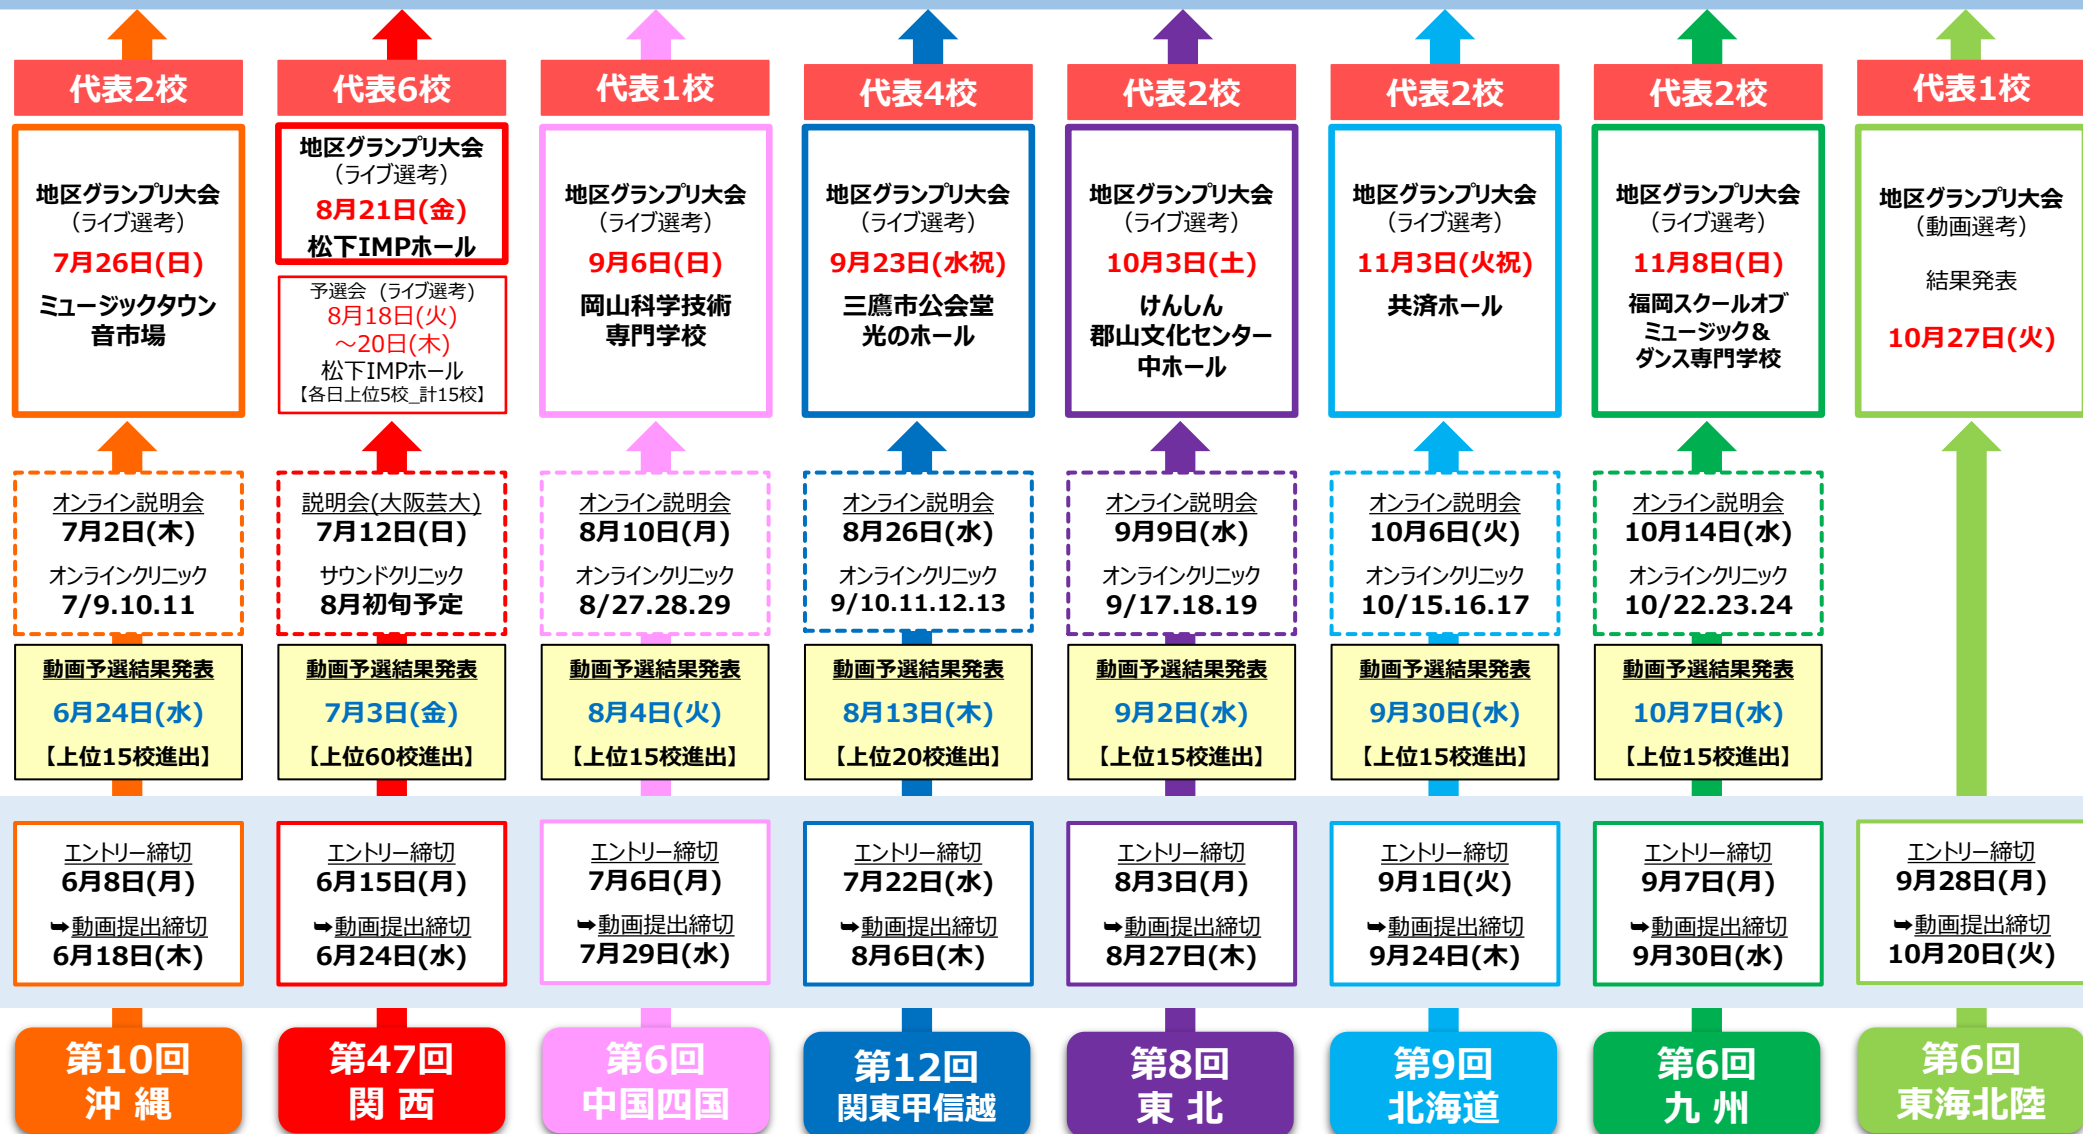 代表2校
地区グランプリ大会
（ライブ選考）
7月26日(日)
ミュージックタウン
音市場
オンライン説明会
7月2日(木)
オンラインクリニック
7/9.10.11
動画予選結果発表
6月24日(水)
【上位15校進出】
エントリー締切
6月8日(月)
➡動画提出締切
6月18日(木)
第10回
沖 縄
代表6校
地区グランプリ大会
（ライブ選考）
8月21日(金)
松下IMPホール
予選会（ライブ選考）
8月18日(火)
～20日(木)
松下IMPホール
【各日上位5校_計15校】
説明会(大阪芸大)
7月12日(日)
サウンドクリニック
8月初旬予定
動画予選結果発表
7月3日(金)
【上位60校進出】
エントリー締切
6月15日(月)
➡動画提出締切
6月24日(水)
第47回
関 西
代表1校
地区グランプリ大会
（ライブ選考）
9月6日(日)
岡山科学技術
専門学校
オンライン説明会
8月10日(月)
オンラインクリニック
8/27.28.29
動画予選結果発表
8月4日(火)
【上位15校進出】
エントリー締切
7月6日(月)
➡動画提出締切
7月29日(水)
第6回
中国四国
代表4校
地区グランプリ大会
（ライブ選考）
9月23日(水祝)
三鷹市公会堂
光のホール
オンライン説明会
8月26日(水)
オンラインクリニック
9/10.11.12.13
動画予選結果発表
8月13日(木)
【上位20校進出】
エントリー締切
7月22日(水)
➡動画提出締切
8月6日(木)
第12回
関東甲信越
代表2校
地区グランプリ大会
（ライブ選考）
10月3日(土)
けんしん
郡山文化センター
中ホール
オンライン説明会
9月9日(水)
オンラインクリニック
9/17.18.19
動画予選結果発表
9月2日(水)
【上位15校進出】
エントリー締切
8月3日(月)
➡動画提出締切
8月27日(木)
第8回
東 北
代表2校
地区グランプリ大会
（ライブ選考）
11月3日(火祝)
共済ホール
オンライン説明会
10月6日(火)
オンラインクリニック
10/15.16.17
動画予選結果発表
9月30日(水)
【上位15校進出】
エントリー締切
9月1日(火)
➡動画提出締切
9月24日(木)
第9回
北海道
代表2校
地区グランプリ大会
（ライブ選考）
11月8日(日)
福岡スクールオブ
ミュージック&
ダンス専門学校
オンライン説明会
10月14日(水)
オンラインクリニック
10/22.23.24
動画予選結果発表
10月7日(水)
【上位15校進出】
エントリー締切
9月7日(月)
➡動画提出締切
9月30日(水)
第6回
九 州
代表1校
地区グランプリ大会
（動画選考）
結果発表
10月27日(火)
エントリー締切
9月28日(月)
➡動画提出締切
10月20日(火)
第6回
東海北陸